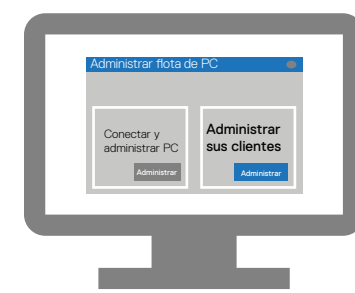 Administrar flota de PC
Conectar y
administrar PC
Administrar
Administrar
sus clientes
Administrar